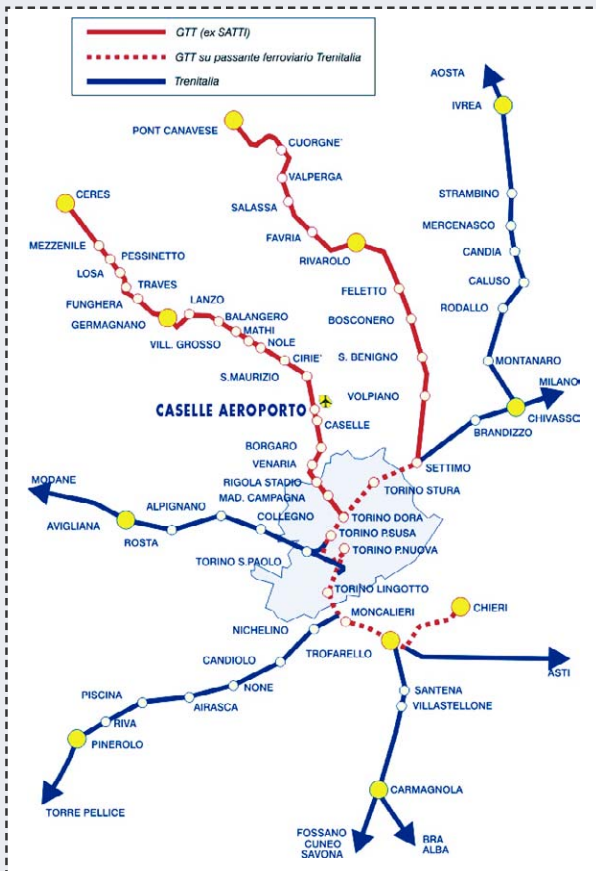 GTT (ex SATTI)
GTT su passante ferroviario Trenitalia
Trenitalia
AOSTA
IVREA
PONT CANAVESE
CUORGNE'
VALPERGA
SALASSA
FAVRIA
RIVAROLO
FELETTO
BOSCONERO
S. BENIGNO
VOLPIANO
SETTIMO
STRAMBINO
MERCENASCO
CANDIA
CALUSO
RODALLO
MONTANARO
MILANO
CHIVASSO
BRANDIZZO
CERES
MEZZENILE
PESSINETTO
LOSA
TRAVES
FUNGHERA
GERMAGNANO
LANZO
VILL. GROSSO
BALANGERO
MATHI
NOLE
CIRIE'
S.MAURIZIO
CASELLE AEROPORTO
CASELLE
BORGARO
VENARIA
RIGOLA STADIO
MAD. CAMPAGNA
TORINO STURA
TORINO DORA
TORINO P.SUSA
TORINO P.NUOVA
MODANE
AVIGLIANA
ROSTA
ALPIGNANO
COLLEGNO
TORINO S.PAOLO
TORINO LINGOTTO
MONCALIERI
CHIERI
TROFARELLO
ASTI
NICHELINO
CANDIOLO
NONE
AIRASCA
PISCINA
RIVA
PINEROLO
TORRE PELLICE
SANTENA
VILLASTELLONE
CARMAGNOLA
FOSSANO
CUNEO
SAVONA
BRA
ALBA